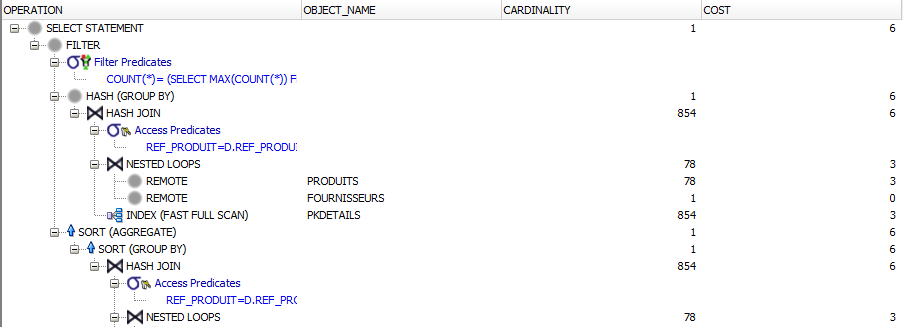 OPERATION OBJECT_NAME CARDINALITY COST
SELECT STATEMENT 1 6
FILTER
Filter Predicates
COUNT(*)= (SELECT MAX(COUNT(*)) F
HASH (GROUP BY) 1 6
HASH JOIN 854 6
Access Predicates
REF_PRODUIT=D.REF_PRODUI
NESTED LOOPS 78 3
REMOTE PRODUITS 78 3
REMOTE FOURNISSEURS 1 0
INDEX (FAST FULL SCAN) PKDETAILS 854 3
SORT (AGGREGATE) 1 6
SORT (GROUP BY) 1 6
HASH JOIN 854 6
Access Predicates
REF_PRODUIT=D.REF_PRO
NESTED LOOPS 78 3